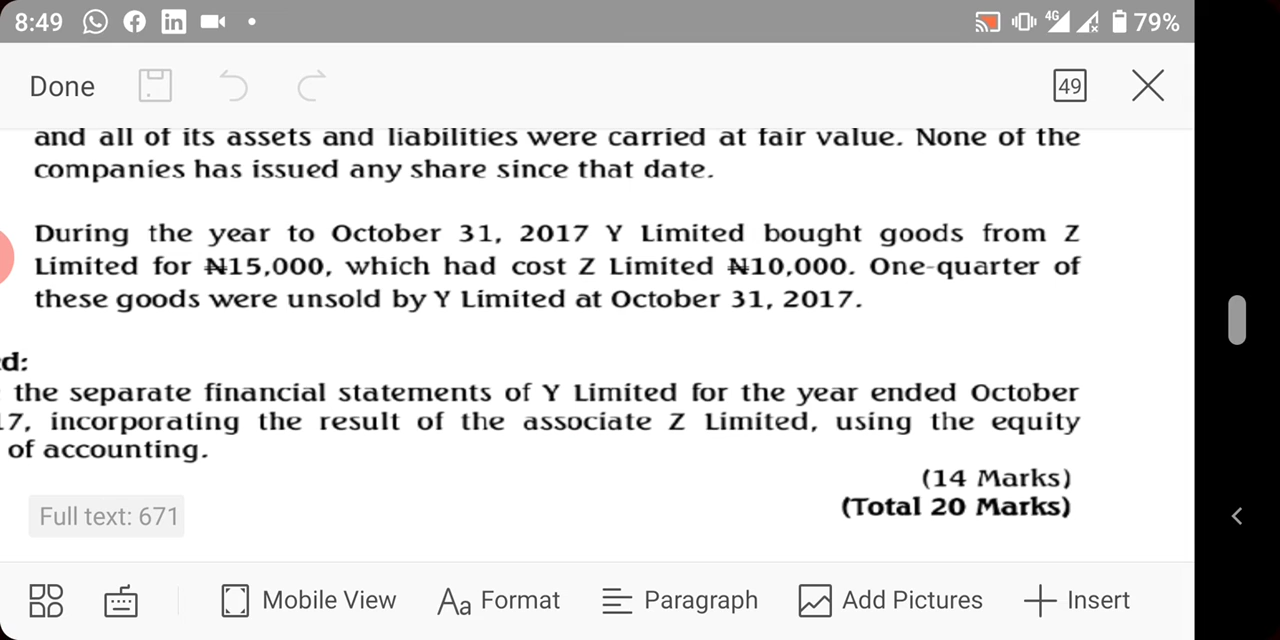 8:49 79%
4G
Done 49
and all of its assets and liabilities were carried at fair value. None of the
companies has issued any share since that date.
During the year to October 31, 2017 Y Limited bought goods from Z
Limited for ₦15,000, which had cost Z Limited ₦10,000. One-quarter of
these goods were unsold by Y Limited at October 31, 2017.
d:
the separate financial statements of Y Limited for the year ended October
17, incorporating the result of the associate Z Limited, using the equity
of accounting.
(14 Marks)
(Total 20 Marks)
Full text: 671
Mobile View Aa Format Paragraph Add Pictures Insert